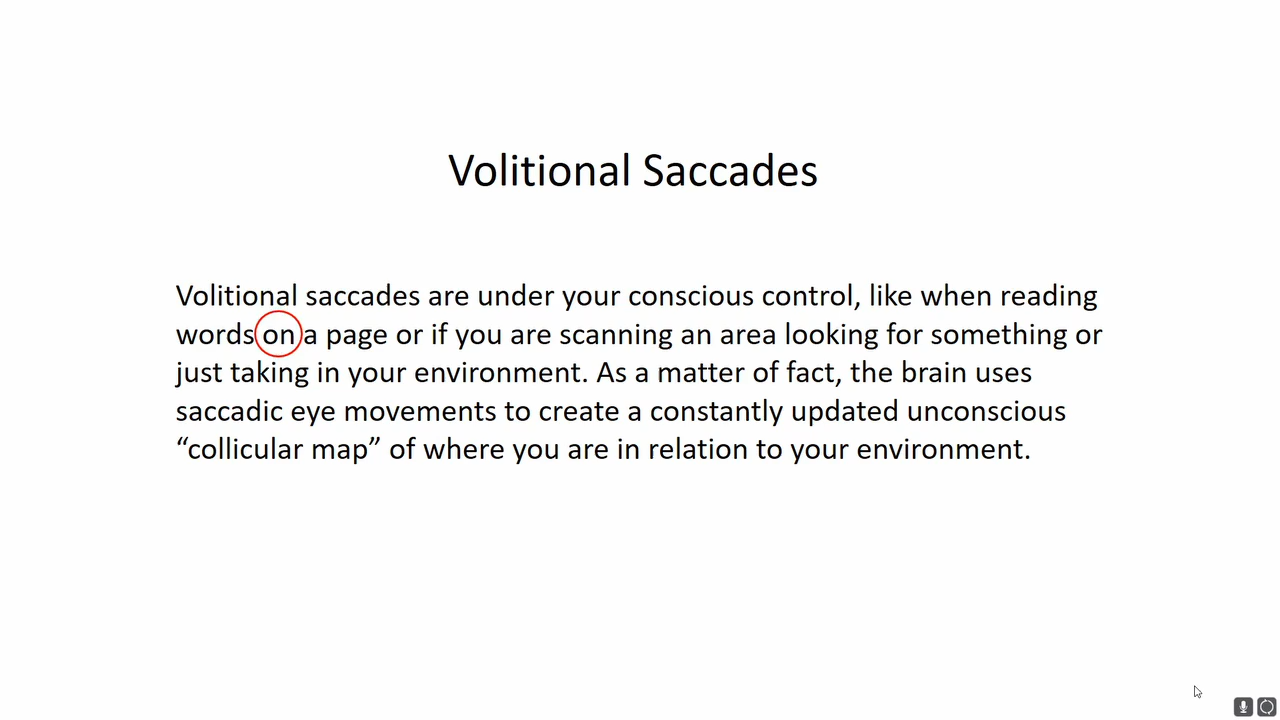 Volitional Saccades
Volitional saccades are under your conscious control, like when reading
words on a page or if you are scanning an area looking for something or
just taking in your environment. As a matter of fact, the brain uses
saccadic eye movements to create a constantly updated unconscious
“collicular map” of where you are in relation to your environment.